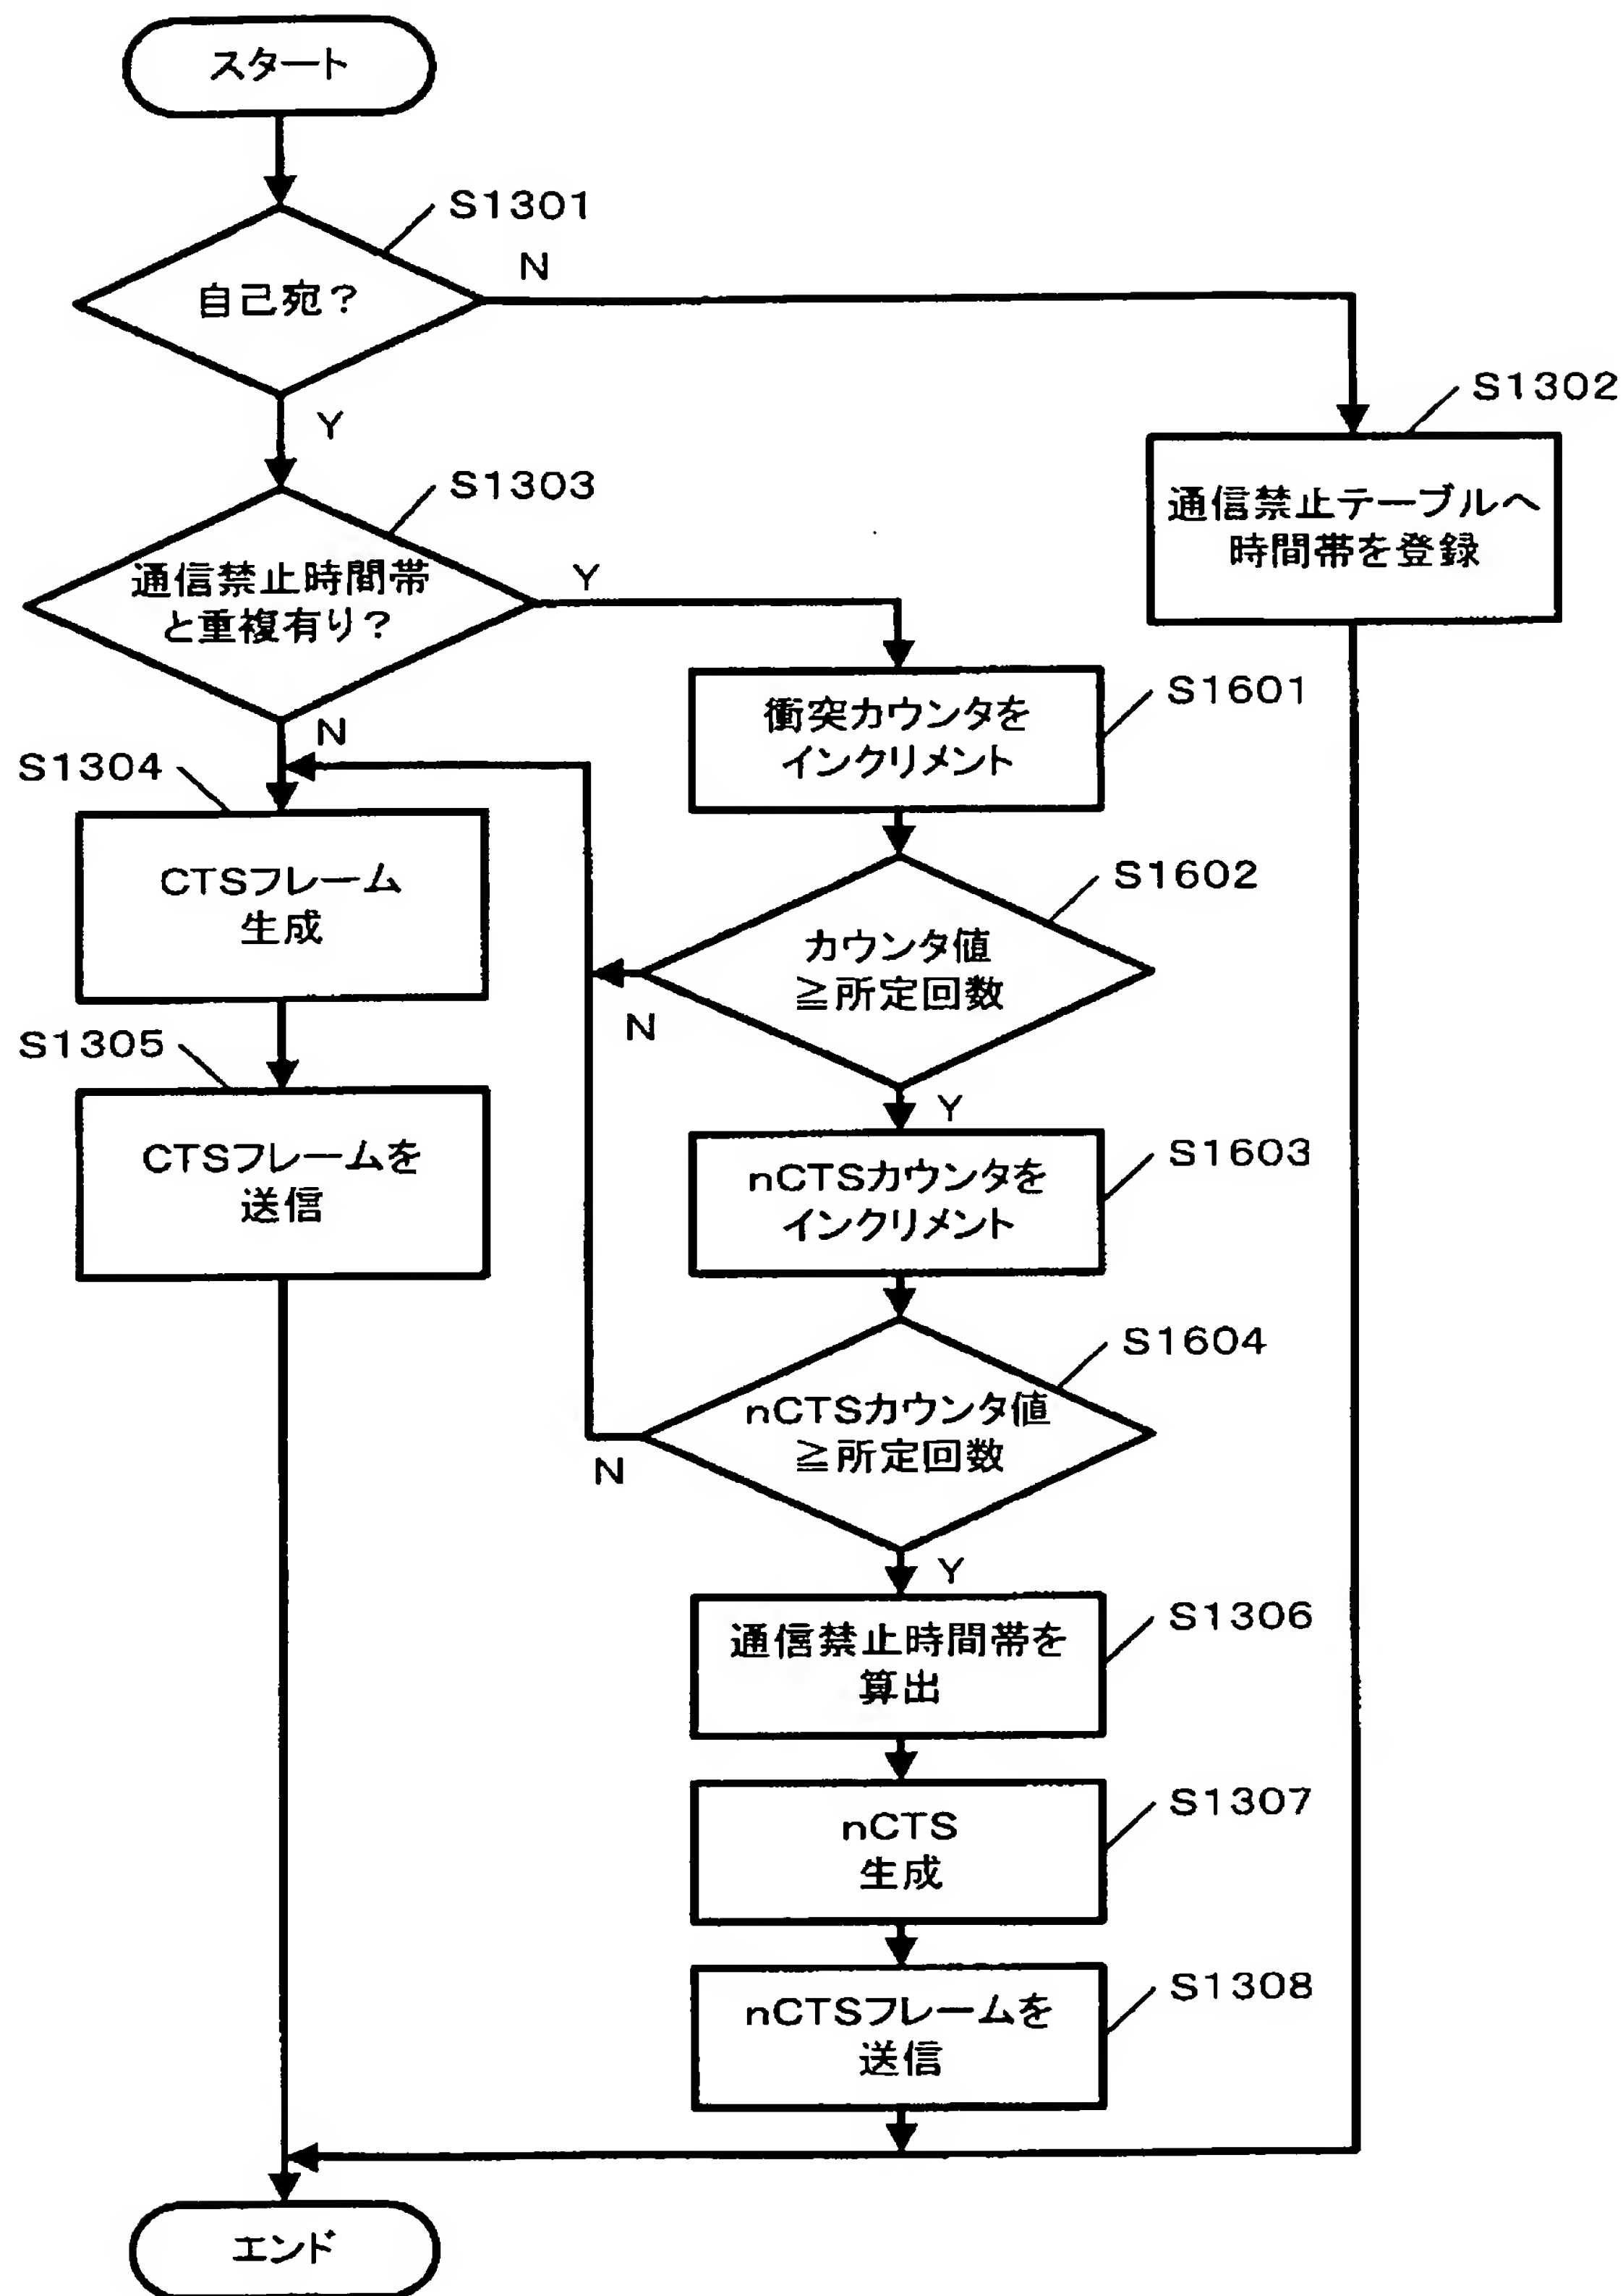 スタート
S1301
自己宛？
N
Y
S1302
通信禁止テーブルへ
時間帯を登録
S1303
通信禁止時間帯
と重複有り？
Y
N
S1601
衝突カウンタを
インクリメント
S1304
CTSフレーム
生成
S1602
カウンタ値
≧所定回数
N
Y
S1305
CTSフレームを
送信
S1603
nCTSカウンタを
インクリメント
S1604
nCTSカウンタ値
≧所定回数
N
Y
S1306
通信禁止時間帯を
算出
S1307
nCTS
生成
S1308
nCTSフレームを
送信
エンド